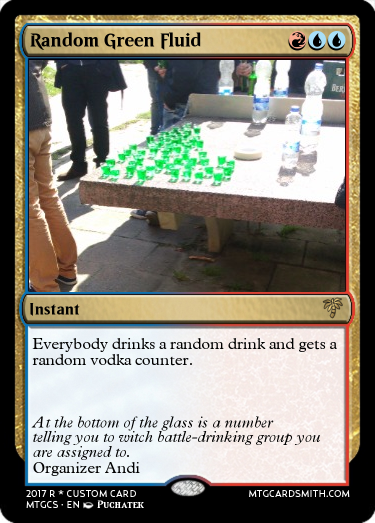 Random Green Fluid
Instant
Everybody drinks a random drink and gets a
random vodka counter.
At the bottom of the glass is a number
telling you to witch battle-drinking group you
are assigned to.
Organizer Andi
2017 R * CUSTOM CARD
MTGCS • EN Puchatek
MTGCARDSMITH.COM